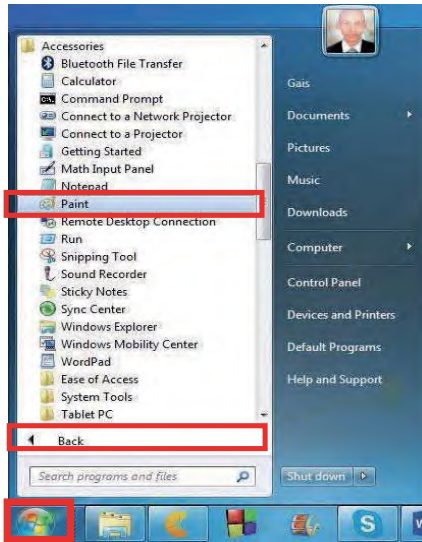 Accessories
Bluetooth File Transfer
Calculator
Command Prompt
Connect to a Network Projector
Connect to a Projector
Getting Started
Math Input Panel
Notepad
Paint
Remote Desktop Connection
Run
Snipping Tool
Sound Recorder
Sticky Notes
Sync Center
Windows Explorer
Windows Mobility Center
WordPad
Ease of Access
System Tools
Tablet PC
Back
Search programs and files
Gais
Documents
Pictures
Music
Downloads
Computer
Control Panel
Devices and Printers
Default Programs
Help and Support
Shut down
S
W